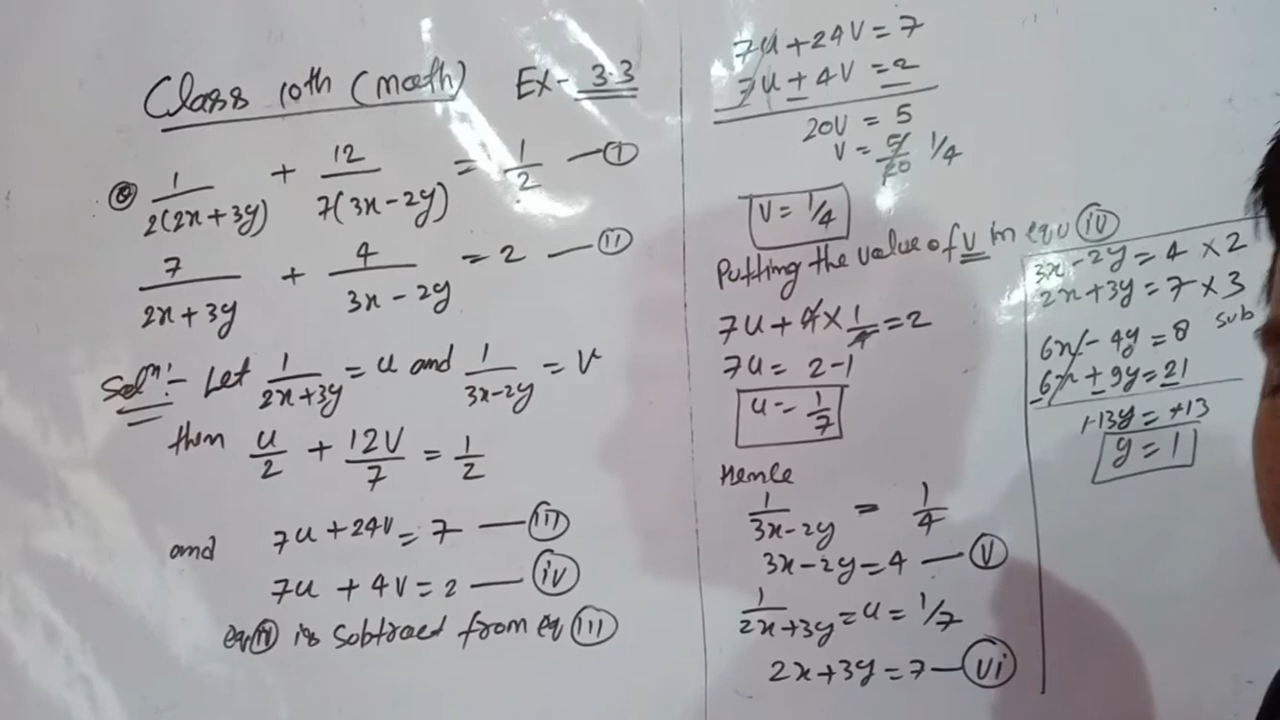 Class 10th (math) Ex- 3.3
Q 1/2(2x+3y) + 12/7(3x-2y) = 1/2 — (I)
7/2x+3y + 4/3x-2y = 2 — (II)
Solⁿ:- Let 1/2x+3y = u and 1/3x-2y = v
then u/2 + 12V/7 = 1/2
and 7u+24V = 7 — (III)
7u + 4V = 2 — (iv)
eq(iv) is subtract from eq (III)
7u+24V = 7
7u + 4V = 2
-
20V = 5
V = 5/20 1/4
V = 1/4
Putting the value of v in equ (iv)
7u + 4 × 1/4 = 2
7u = 2-1
u = 1/7
Hence
1/3x-2y = 1/4
3x-2y=4 — (V)
1/2x+3y = u = 1/7
2x+3y = 7 — (vi)
3x-2y = 4 × 2
2x+3y = 7 × 3
6x - 4y = 8 sub
6x + 9y = 21
- - -
+13y = +13
y = 1